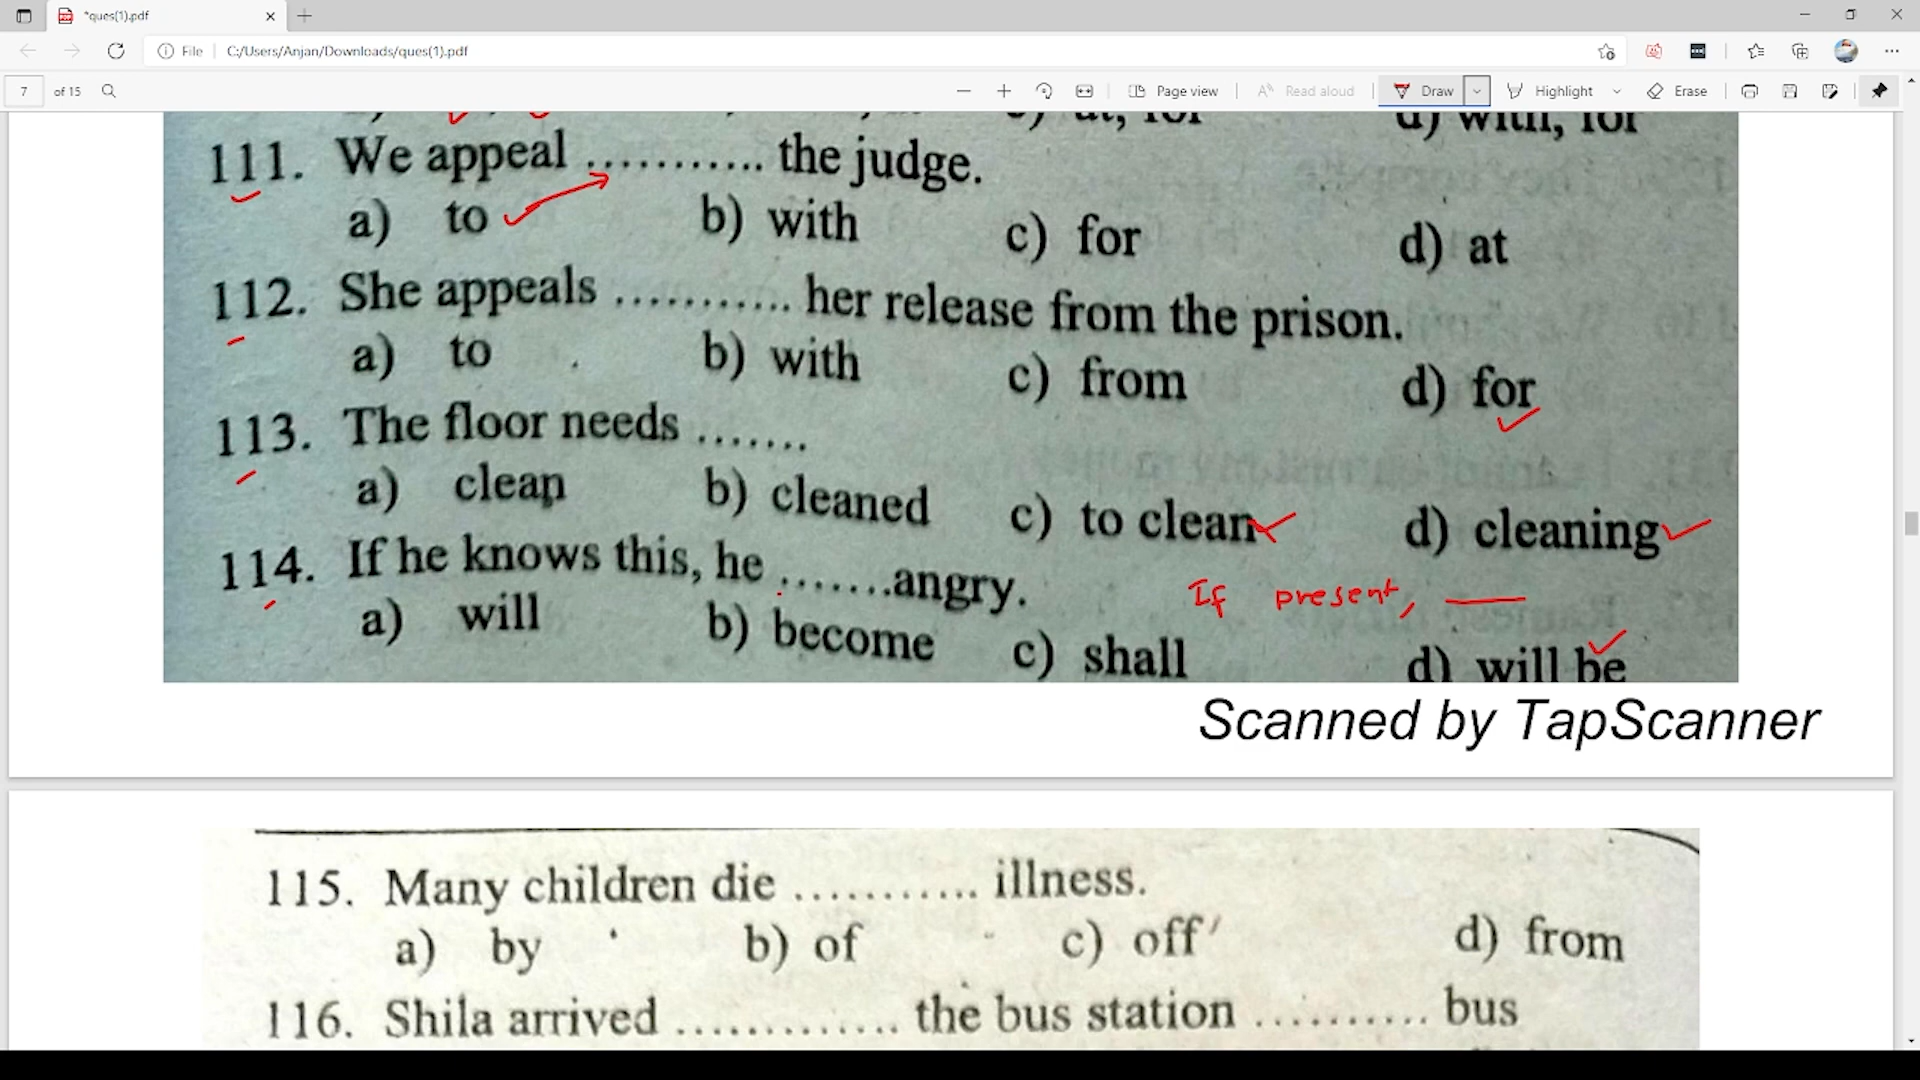 *ques(1).pdf
File C:/Users/Anjan/Downloads/ques(1).pdf
7 of 15 Page view Read aloud Draw Highlight Erase
c) at, for d) with, for
111. We appeal ........... the judge.
a) to b) with c) for d) at
112. She appeals ........... her release from the prison.
a) to b) with c) from d) for
113. The floor needs .......
a) clean b) cleaned c) to clean d) cleaning
114. If he knows this, he .......angry.
If present,
a) will b) become c) shall d) will be
Scanned by TapScanner
115. Many children die ........... illness.
a) by b) of c) off d) from
116. Shila arrived ............. the bus station .......... bus